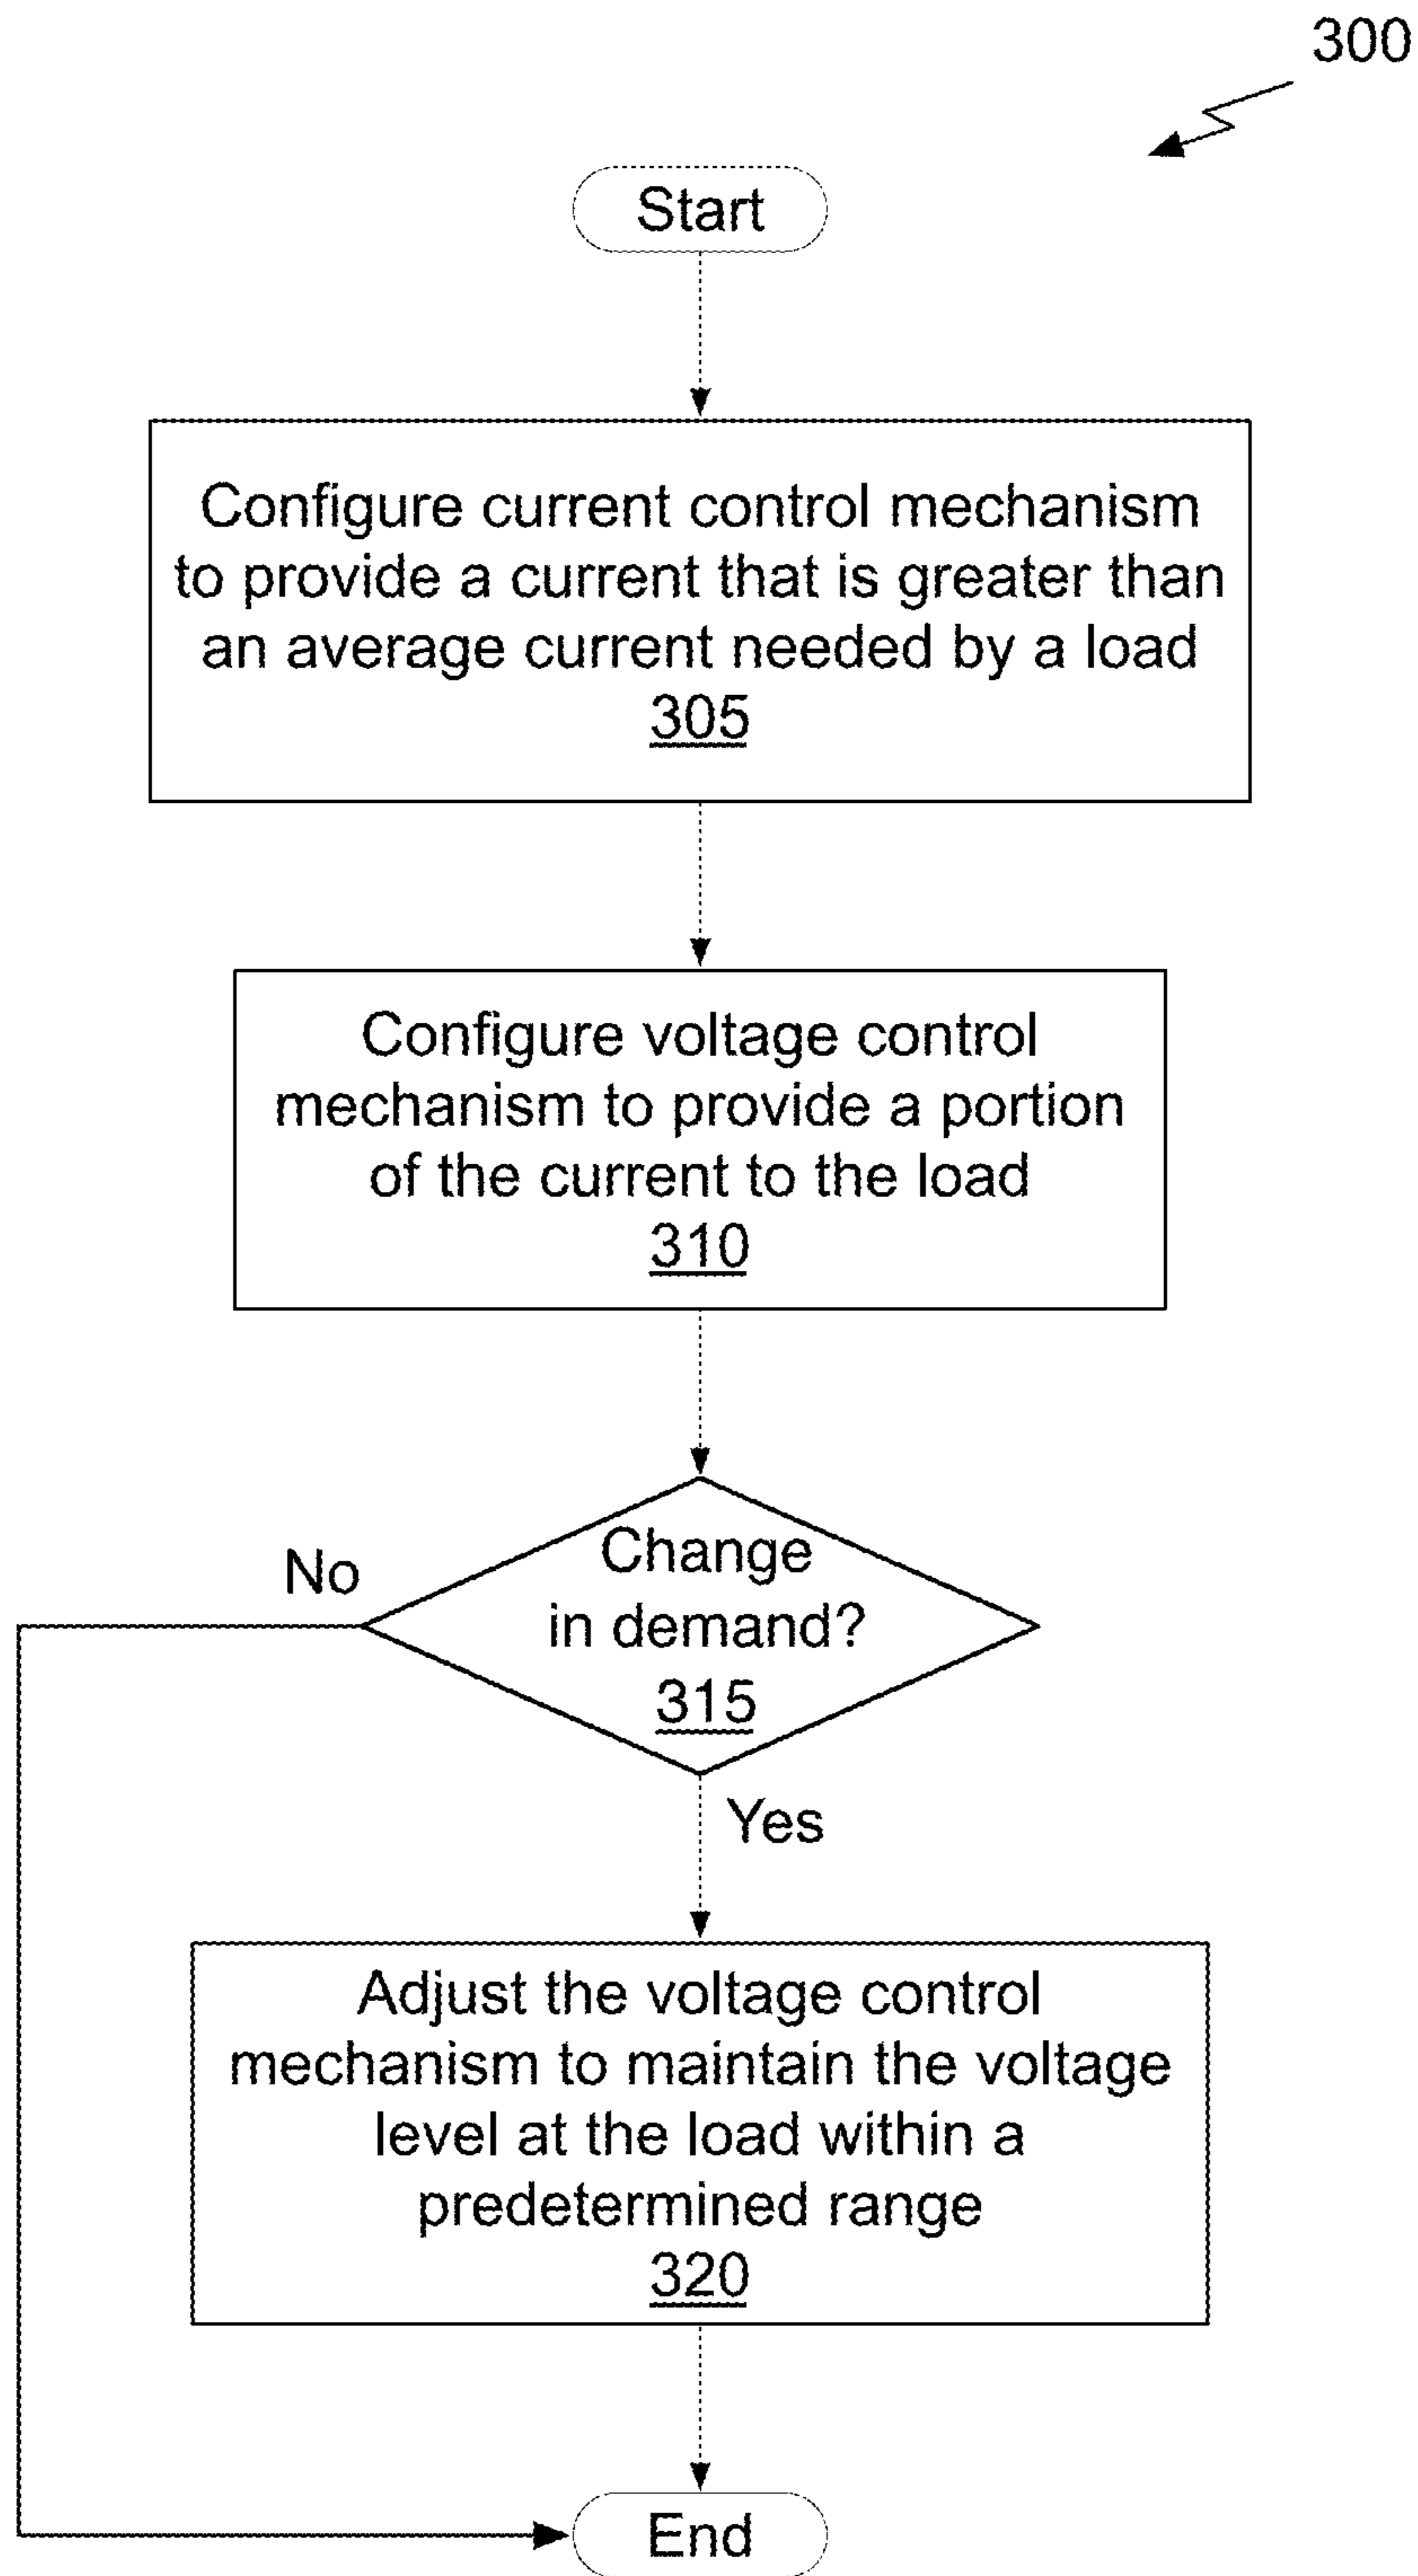 300
Start
Configure current control mechanism
to provide a current that is greater than
an average current needed by a load
305
Configure voltage control
mechanism to provide a portion
of the current to the load
310
Change
in demand?
315
No
Yes
Adjust the voltage control
mechanism to maintain the voltage
level at the load within a
predetermined range
320
End